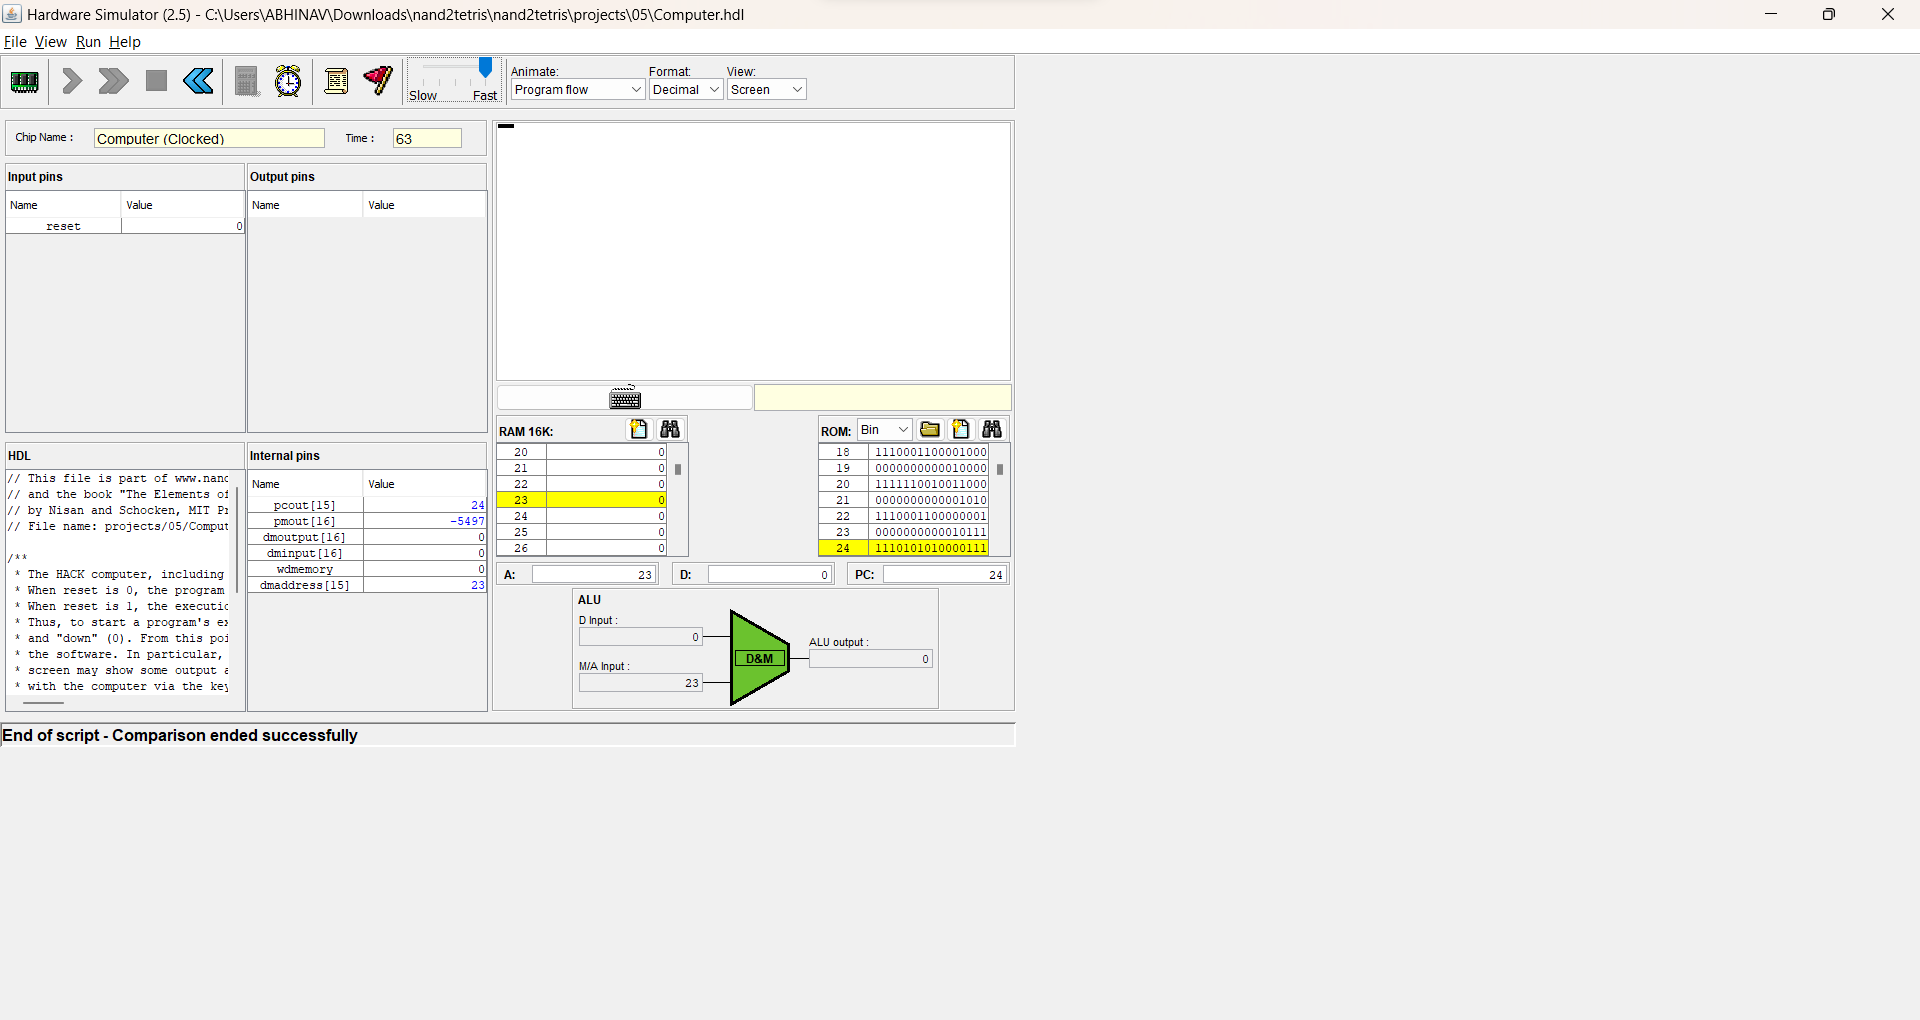 Hardware Simulator (2.5) - C:\Users\ABHINAV\Downloads\nand2tetris\nand2tetris\projects\05\Computer.hdl
File View Run Help
Slow Fast
Animate: Format: View:
Program flow Decimal Screen
Chip Name : Computer (Clocked) Time : 63
Input pins
Name Value
reset 0
Output pins
Name Value
HDL
// This file is part of www.nand
// and the book "The Elements of
// by Nisan and Schocken, MIT Pr
// File name: projects/05/Comput
/**
* The HACK computer, including
* When reset is 0, the program
* When reset is 1, the executio
* Thus, to start a program's ex
* and "down" (0). From this poi
* the software. In particular,
* screen may show some output a
* with the computer via the key
Internal pins
Name Value
pcout[15] 24
pmout[16] -5497
dmoutput[16] 0
dminput[16] 0
wdmemory 0
dmaddress[15] 23
RAM 16K:
20 0
21 0
22 0
23 0
24 0
25 0
26 0
ROM: Bin
18 1110001100001000
19 0000000000010000
20 1111110010011000
21 0000000000001010
22 1110001100000001
23 0000000000010111
24 1110101010000111
A: 23 D: 0 PC: 24
ALU
D Input :
0
M/A Input :
23
D&M
ALU output :
0
End of script - Comparison ended successfully